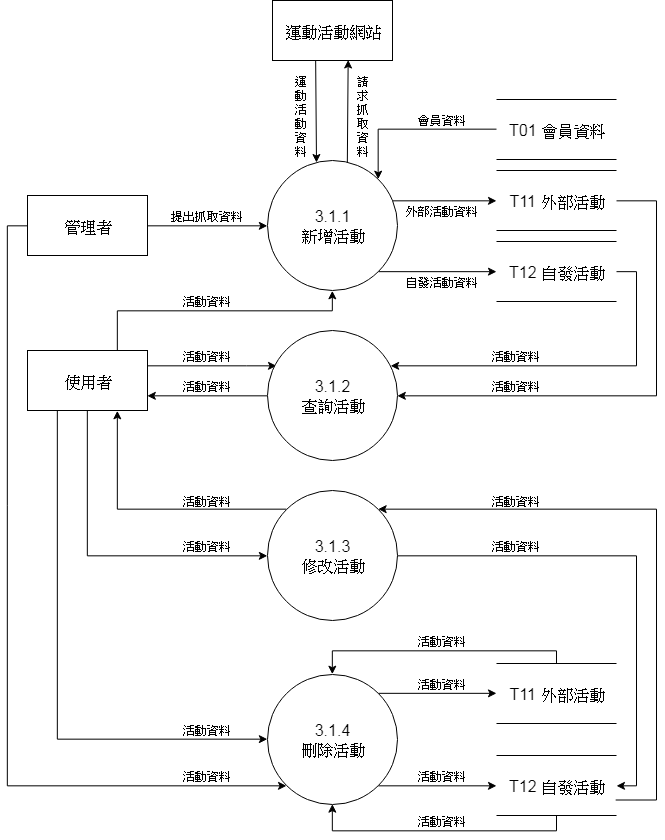 運動活動網站
運動活動資料
請求抓取資料
會員資料
T01 會員資料
管理者
提出抓取資料
3.1.1
新增活動
外部活動資料
T11 外部活動
自發活動資料
T12 自發活動
活動資料
使用者
活動資料
活動資料
3.1.2
查詢活動
活動資料
活動資料
活動資料
活動資料
3.1.3
修改活動
活動資料
活動資料
活動資料
活動資料
T11 外部活動
活動資料
3.1.4
刪除活動
活動資料
活動資料
T12 自發活動
活動資料